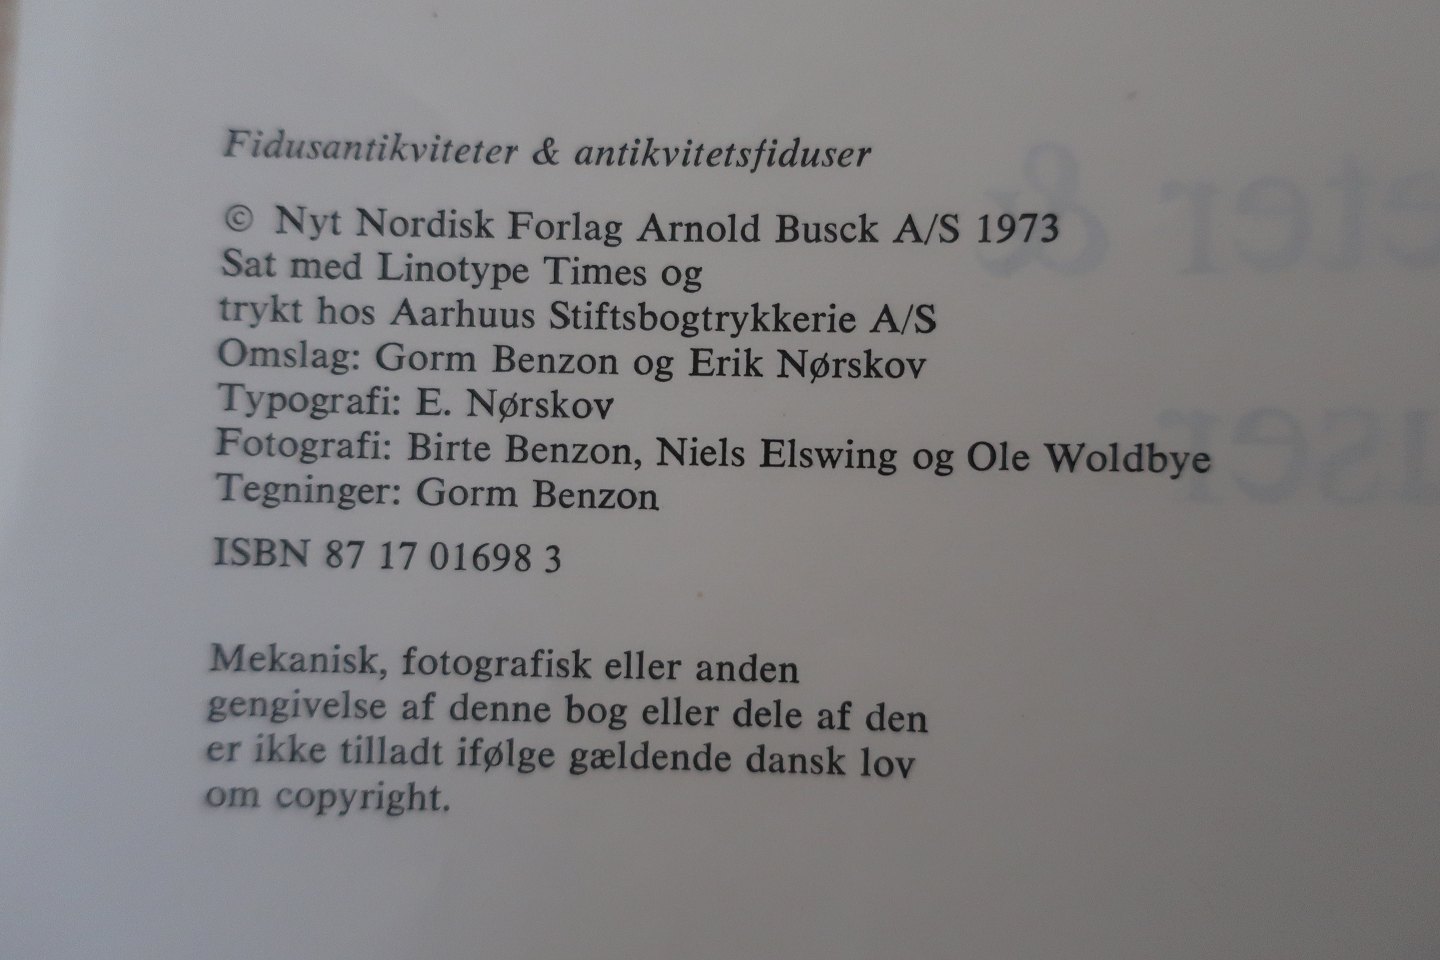 Fidusantikviteter & antikvitetsfiduser
© Nyt Nordisk Forlag Arnold Busck A/S 1973
Sat med Linotype Times og
trykt hos Aarhuus Stiftsbogtrykkerie A/S
Omslag: Gorm Benzon og Erik Nørskov
Typografi: E. Nørskov
Fotografi: Birte Benzon, Niels Elswing og Ole Woldbye
Tegninger: Gorm Benzon
ISBN 87 17 01698 3
Mekanisk, fotografisk eller anden
gengivelse af denne bog eller dele af den
er ikke tilladt ifølge gældende dansk lov
om copyright.